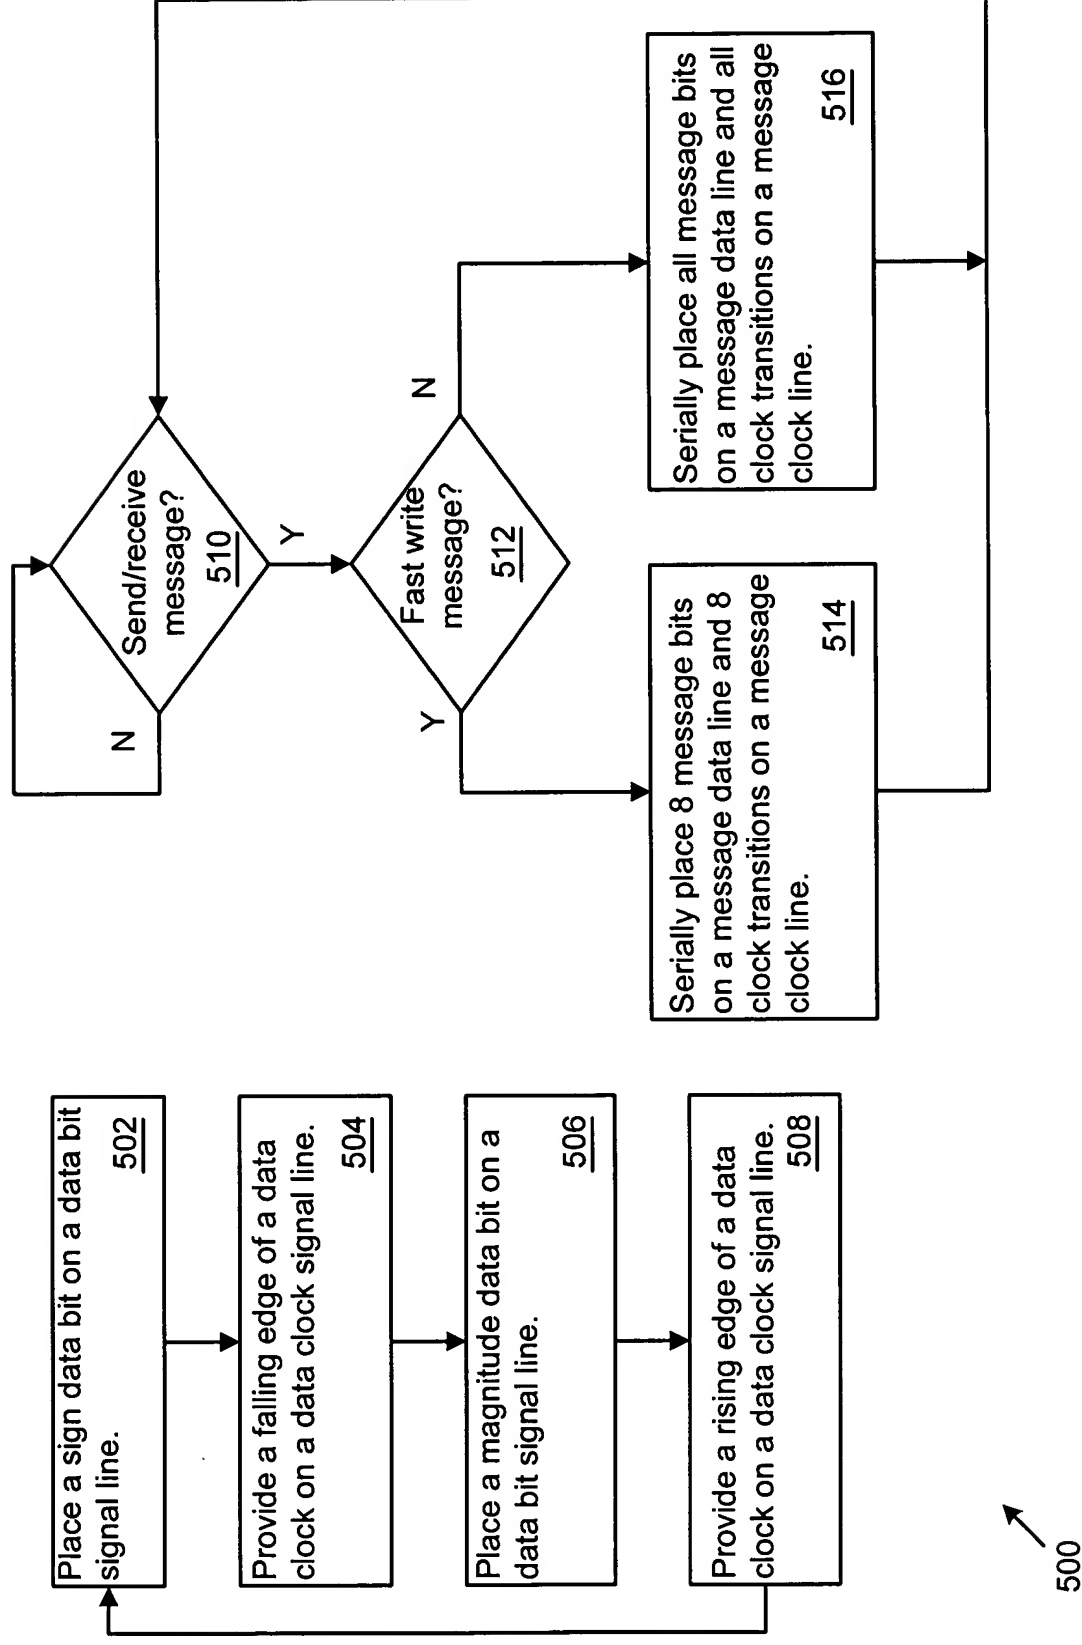 Place a sign data bit on a data bit
signal line.
502
Provide a falling edge of a data
clock on a data clock signal line.
504
Place a magnitude data bit on a
data bit signal line.
506
Provide a rising edge of a data
clock on a data clock signal line.
508
Send/receive
message?
510
N
Y
Fast write
message?
512
Y
N
Serially place 8 message bits
on a message data line and 8
clock transitions on a message
clock line.
514
Serially place all message bits
on a message data line and all
clock transitions on a message
clock line.
516
500